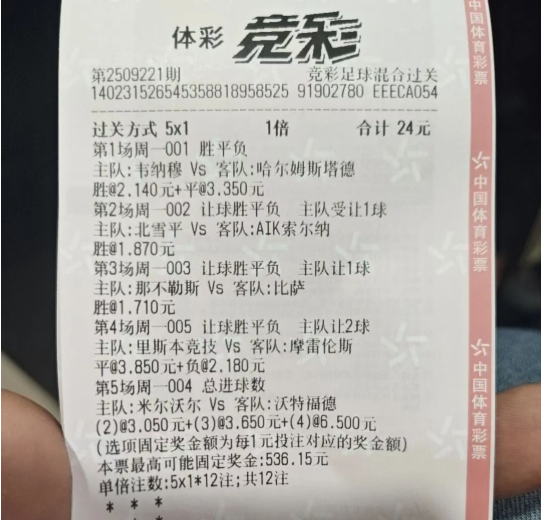 体彩 竞彩
第2509221期 竞彩足球混合过关
140231526545358818958525 91902780 EEECA054
过关方式 5x1 1倍 合计 24元
第1场周一001 胜平负
主队:韦纳穆 Vs 客队:哈尔姆斯塔德
胜@2.140元+平@3.350元
第2场周一002 让球胜平负 主队受让1球
主队:北雪平 Vs 客队:AIK索尔纳
胜@1.870元
第3场周一003 让球胜平负 主队让1球
主队:那不勒斯 Vs 客队:比萨
胜@1.710元
第4场周一005 让球胜平负 主队让2球
主队:里斯本竞技 Vs 客队:摩雷伦斯
平@3.850元+负@2.180元
第5场周一004 总进球数
主队:米尔沃尔 Vs 客队:沃特福德
(2)@3.050元+(3)@3.650元+(4)@6.500元
(选项固定奖金额为每1元投注对应的奖金额)
本票最高可能固定奖金:536.15元
单倍注数:5x1*12注;共12注
* * *
中国体育彩票
中国体育彩票
中国体育彩票